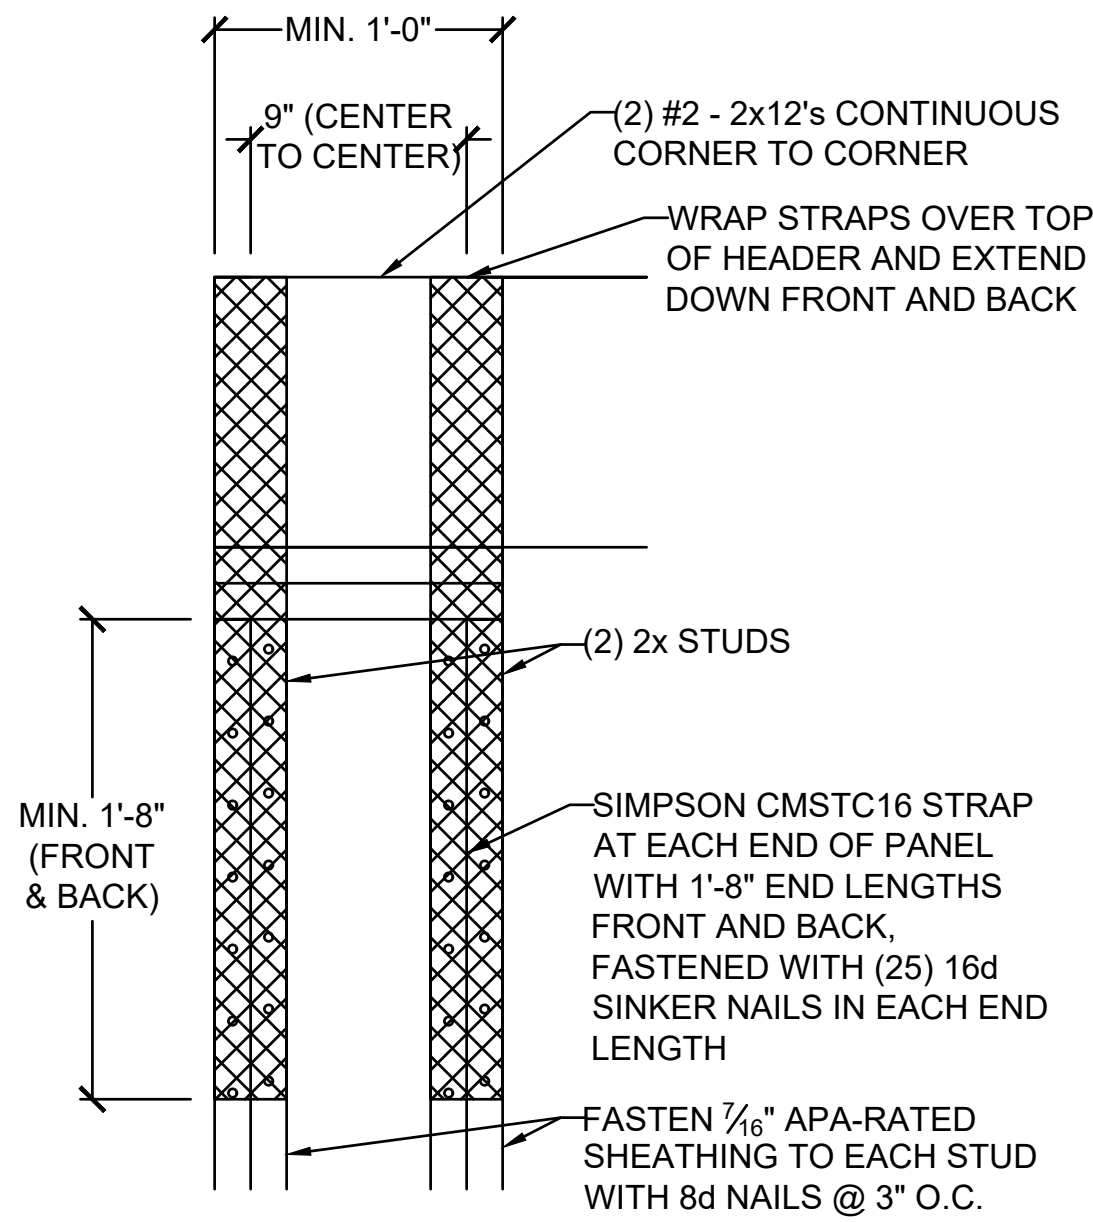 MIN. 1'-0"
9" (CENTER
TO CENTER)
(2) #2 - 2x12's CONTINUOUS
CORNER TO CORNER
WRAP STRAPS OVER TOP
OF HEADER AND EXTEND
DOWN FRONT AND BACK
(2) 2x STUDS
MIN. 1'-8"
(FRONT
& BACK)
SIMPSON CMSTC16 STRAP
AT EACH END OF PANEL
WITH 1'-8" END LENGTHS
FRONT AND BACK,
FASTENED WITH (25) 16d
SINKER NAILS IN EACH END
LENGTH
FASTEN 7⁄16" APA-RATED
SHEATHING TO EACH STUD
WITH 8d NAILS @ 3" O.C.